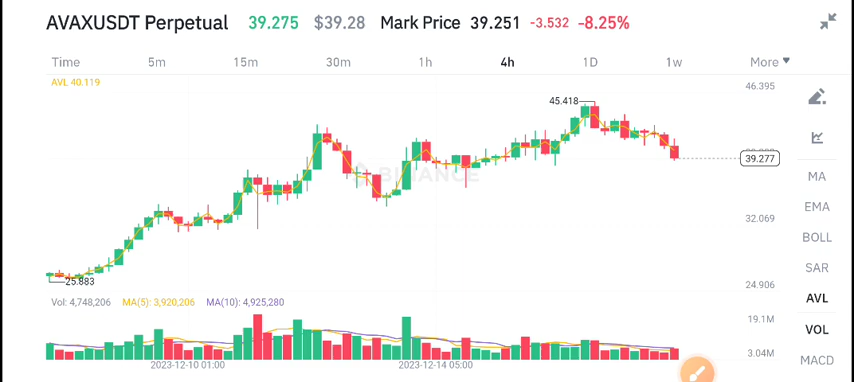 AVAXUSDT Perpetual 39.275 $39.28 Mark Price 39.251 -3.532 -8.25%
Time 5m 15m 30m 1h 4h 1D 1w More
AVL 40.119
46.395
45.418
39.277
BINANCE
MA
EMA
32.069
BOLL
SAR
25.883
24.906
AVL
Vol: 4,748,206 MA(5): 3,920,206 MA(10): 4,925,280
19.1M
VOL
3.04M
MACD
2023-12-10 01:00 2023-12-14 05:00